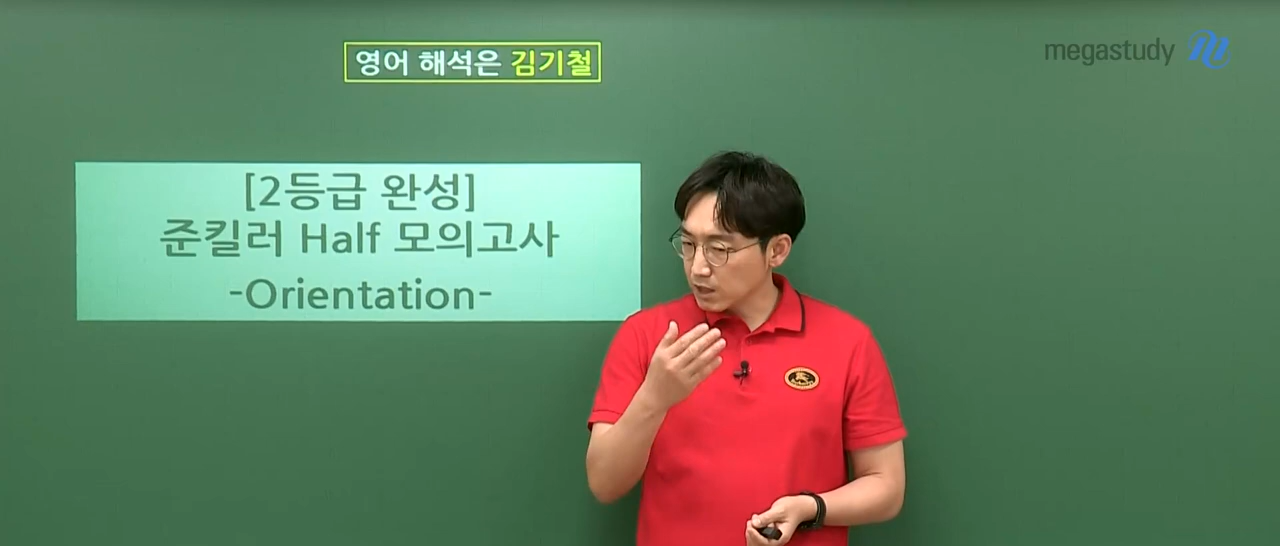 영어 해석은 김기철
megastudy
[2등급 완성]
준킬러 Half 모의고사
-Orientation-